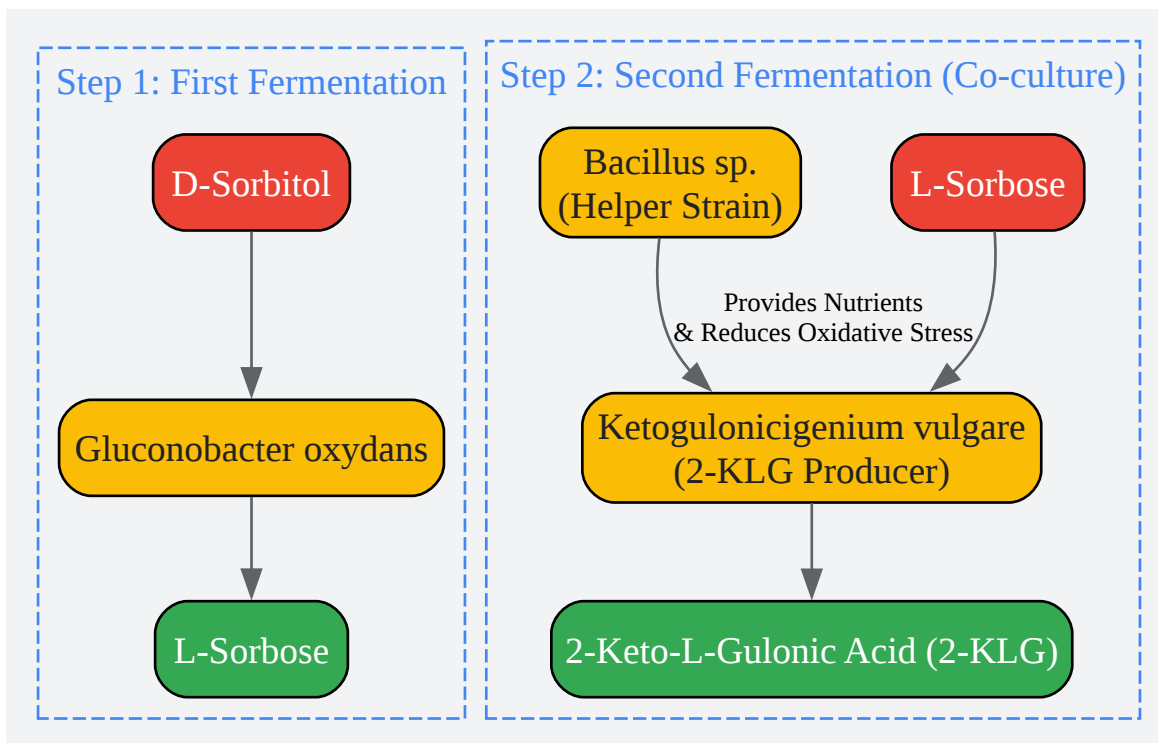 Step 1: First Fermentation
D-Sorbitol
Gluconobacter oxydans
L-Sorbose
Step 2: Second Fermentation (Co-culture)
Bacillus sp.
(Helper Strain)
L-Sorbose
Provides Nutrients
& Reduces Oxidative Stress
Ketogulonicigenium vulgare
(2-KLG Producer)
2-Keto-L-Gulonic Acid (2-KLG)